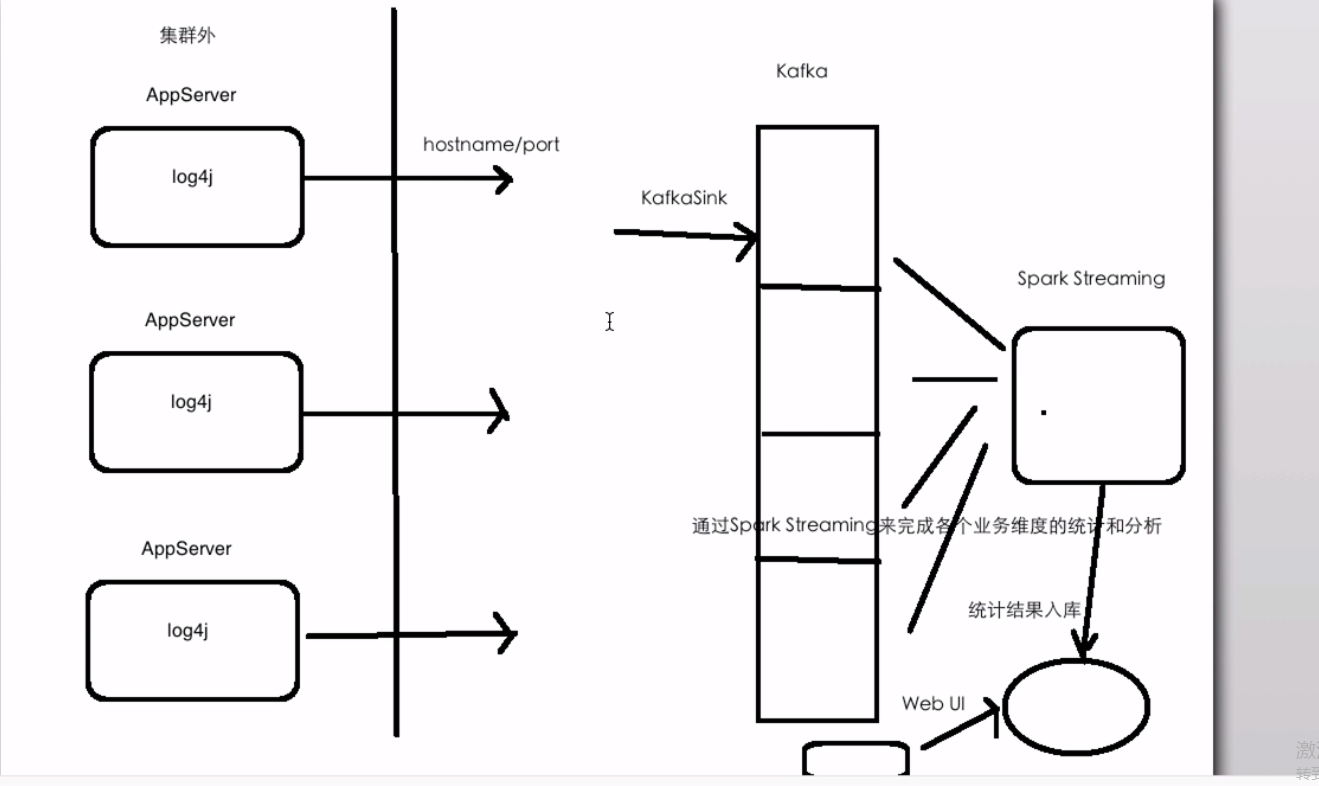 集群外
AppServer
log4j
hostname/port
AppServer
log4j
AppServer
log4j
KafkaSink
Kafka
Spark Streaming
通过Spark Streaming来完成各个业务维度的统计和分析
统计结果入库
Web UI